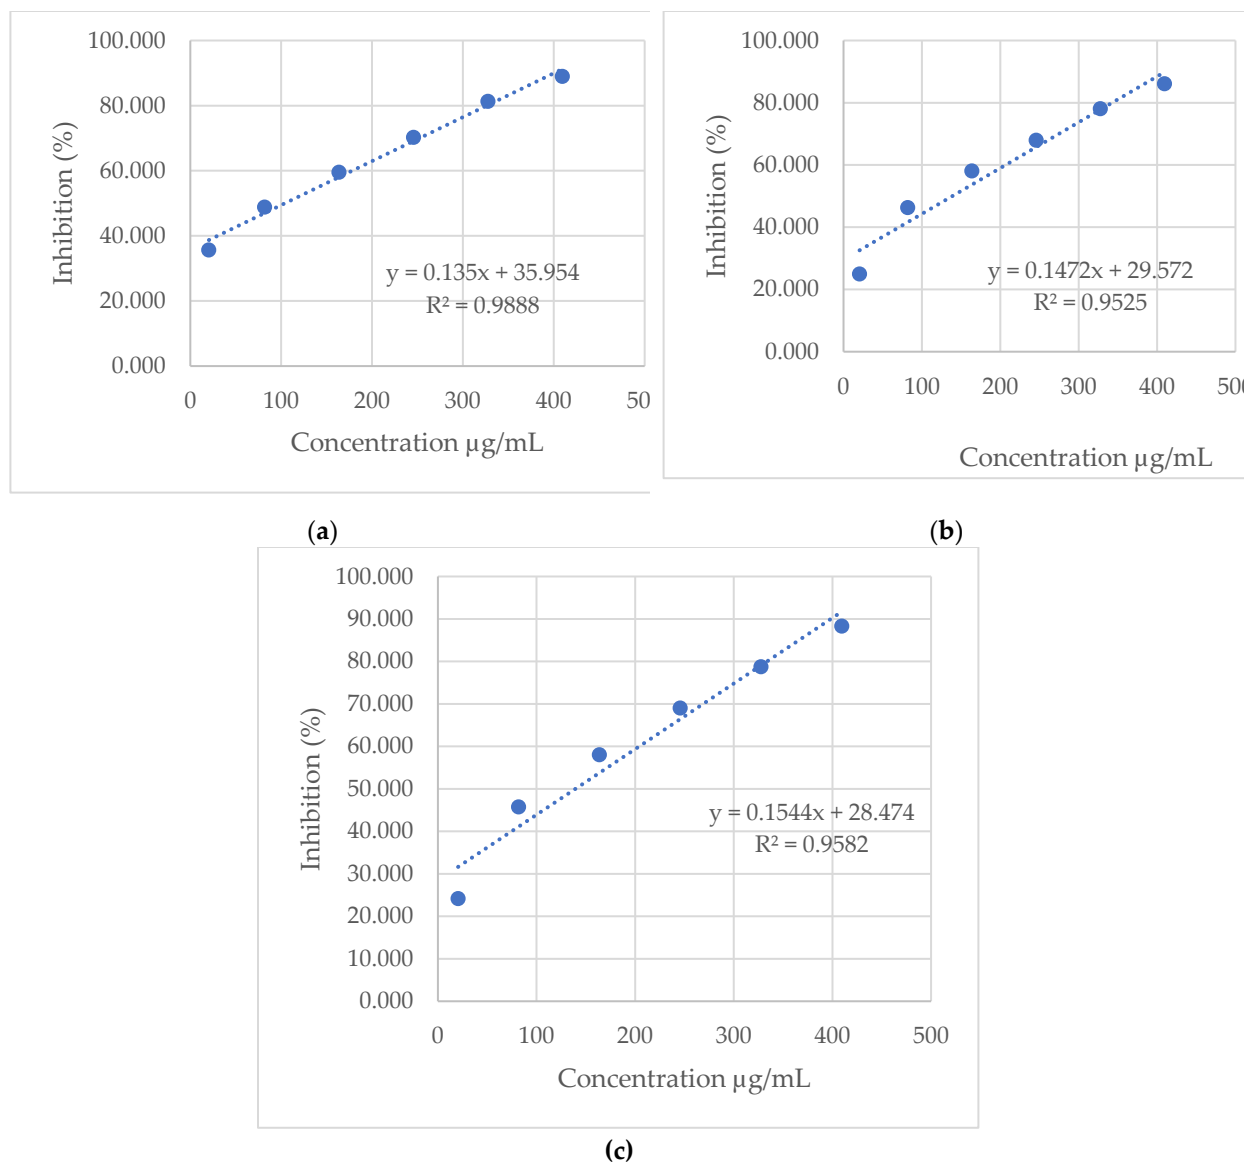 100.000
80.000
60.000
40.000
20.000
0.000
Inhibition (%)
y = 0.135x + 35.954
R² = 0.9888
0 100 200 300 400 500
Concentration µg/mL
(a)
100.000
80.000
60.000
40.000
20.000
0.000
Inhibition (%)
y = 0.1472x + 29.572
R² = 0.9525
0 100 200 300 400 500
Concentration µg/mL
(b)
100.000
90.000
80.000
70.000
60.000
50.000
40.000
30.000
20.000
10.000
0.000
Inhibition (%)
y = 0.1544x + 28.474
R² = 0.9582
0 100 200 300 400 500
Concentration µg/mL
(c)